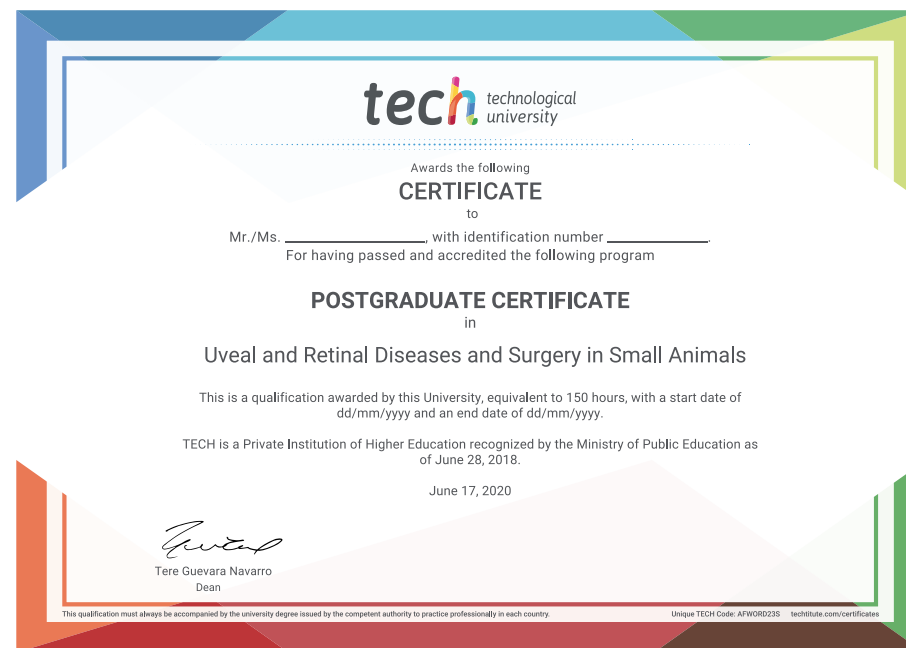 tech technological
university
Awards the following
CERTIFICATE
to
Mr./Ms. ____________________, with identification number ______________.
For having passed and accredited the following program
POSTGRADUATE CERTIFICATE
in
Uveal and Retinal Diseases and Surgery in Small Animals
This is a qualification awarded by this University, equivalent to 150 hours, with a start date of
dd/mm/yyyy and an end date of dd/mm/yyyy.
TECH is a Private Institution of Higher Education recognized by the Ministry of Public Education as
of June 28, 2018.
June 17, 2020
Tere Guevara Navarro
Dean
This qualification must always be accompanied by the university degree issued by the competent authority to practice professionally in each country.
Unique TECH Code: AFWORD23S techtitute.com/certificates